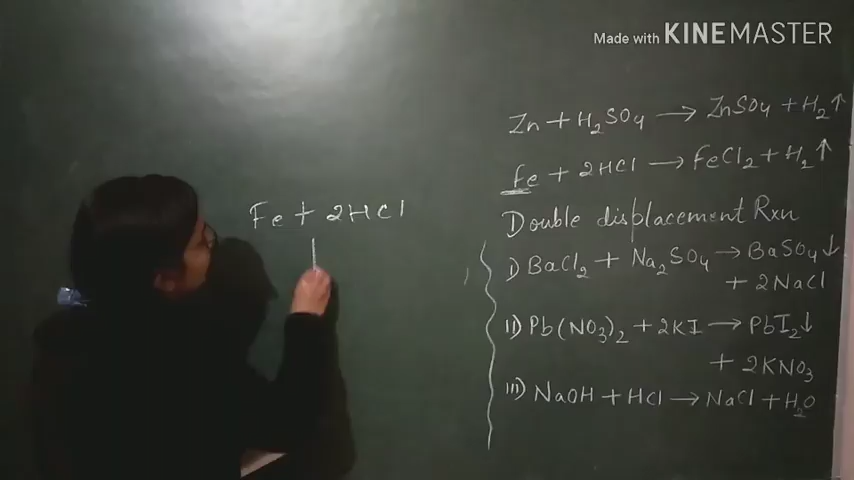 Made with KINEMASTER
Zn + H₂SO₄ → ZnSO₄ + H₂↑
Fe + 2HCl → FeCl₂ + H₂↑
Double displacement Rxn
i) BaCl₂ + Na₂SO₄ → BaSO₄↓
+ 2NaCl
ii) Pb(NO₃)₂ + 2KI → PbI₂↓
+ 2KNO₃
iii) NaOH + HCl → NaCl + H₂O
Fe + 2HCl